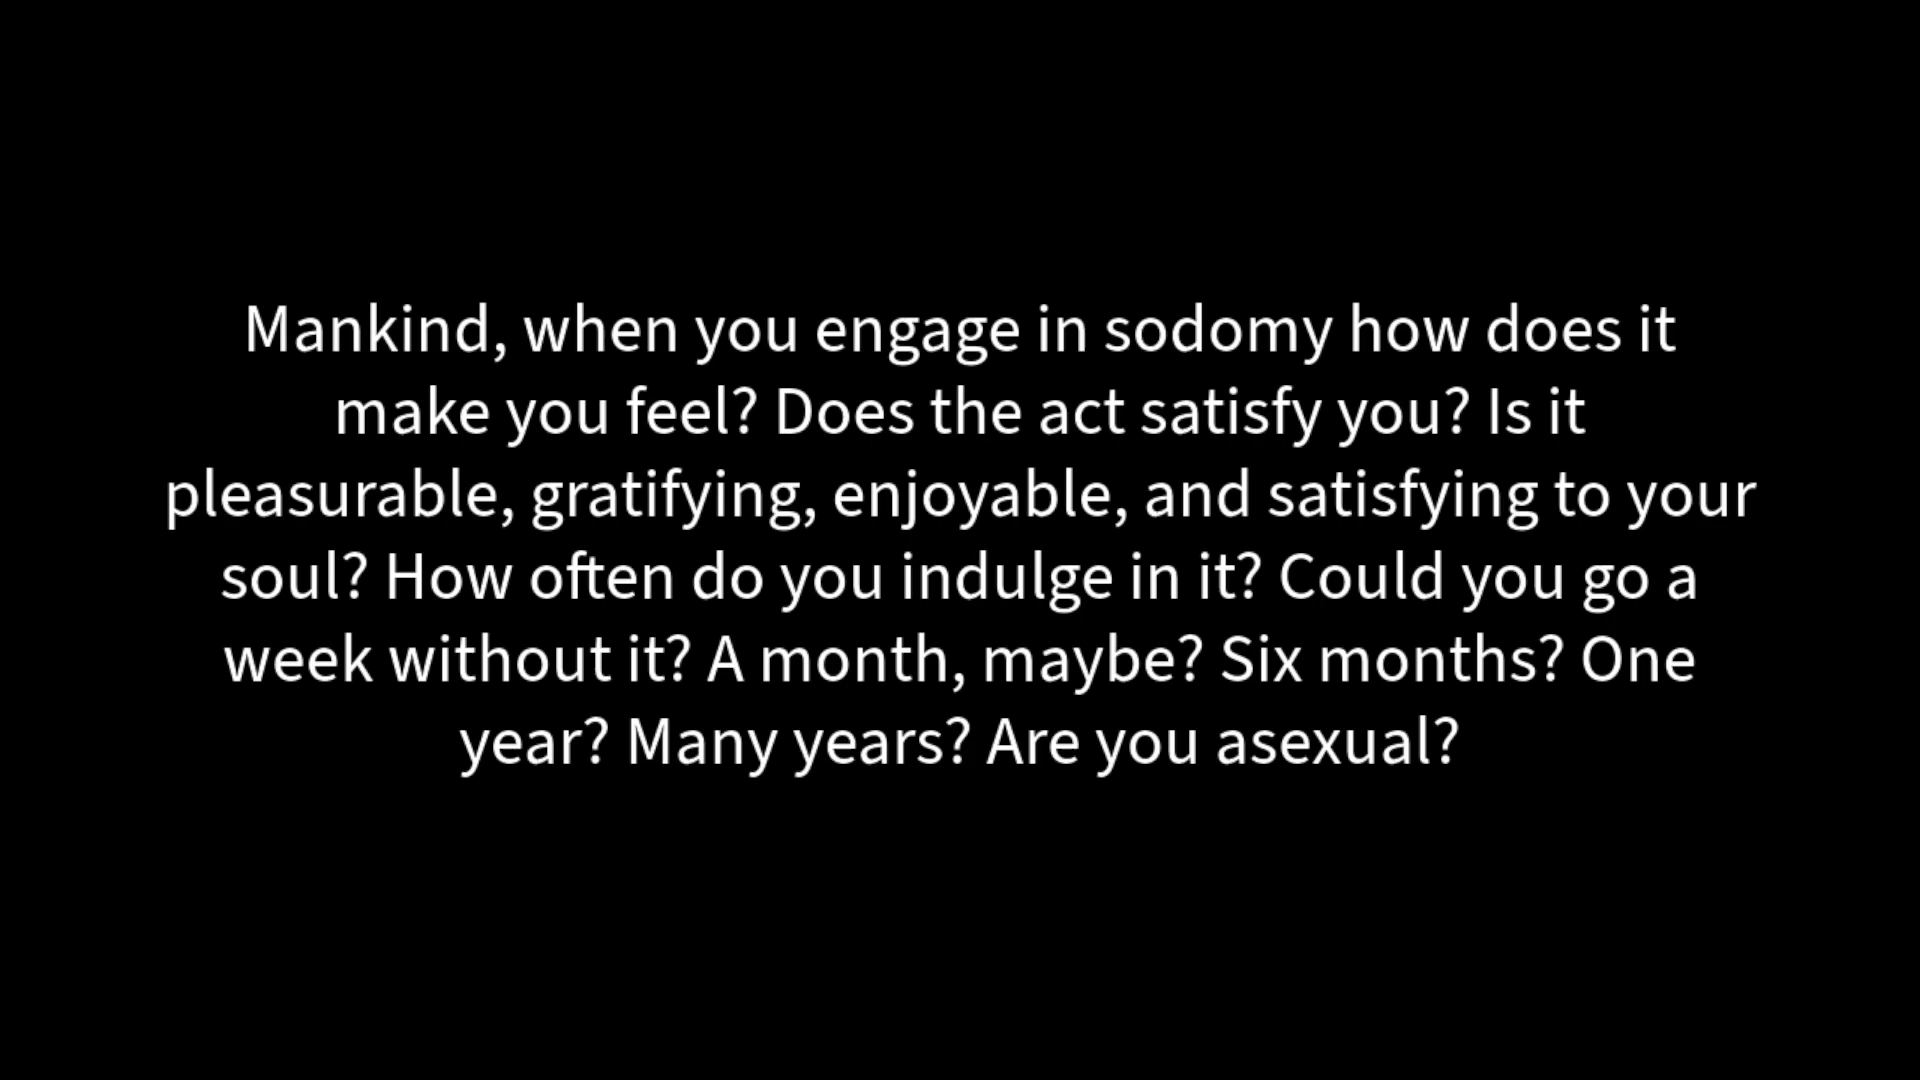 Mankind, when you engage in sodomy how does it
make you feel? Does the act satisfy you? Is it
pleasurable, gratifying, enjoyable, and satisfying to your
soul? How often do you indulge in it? Could you go a
week without it? A month, maybe? Six months? One
year? Many years? Are you asexual?